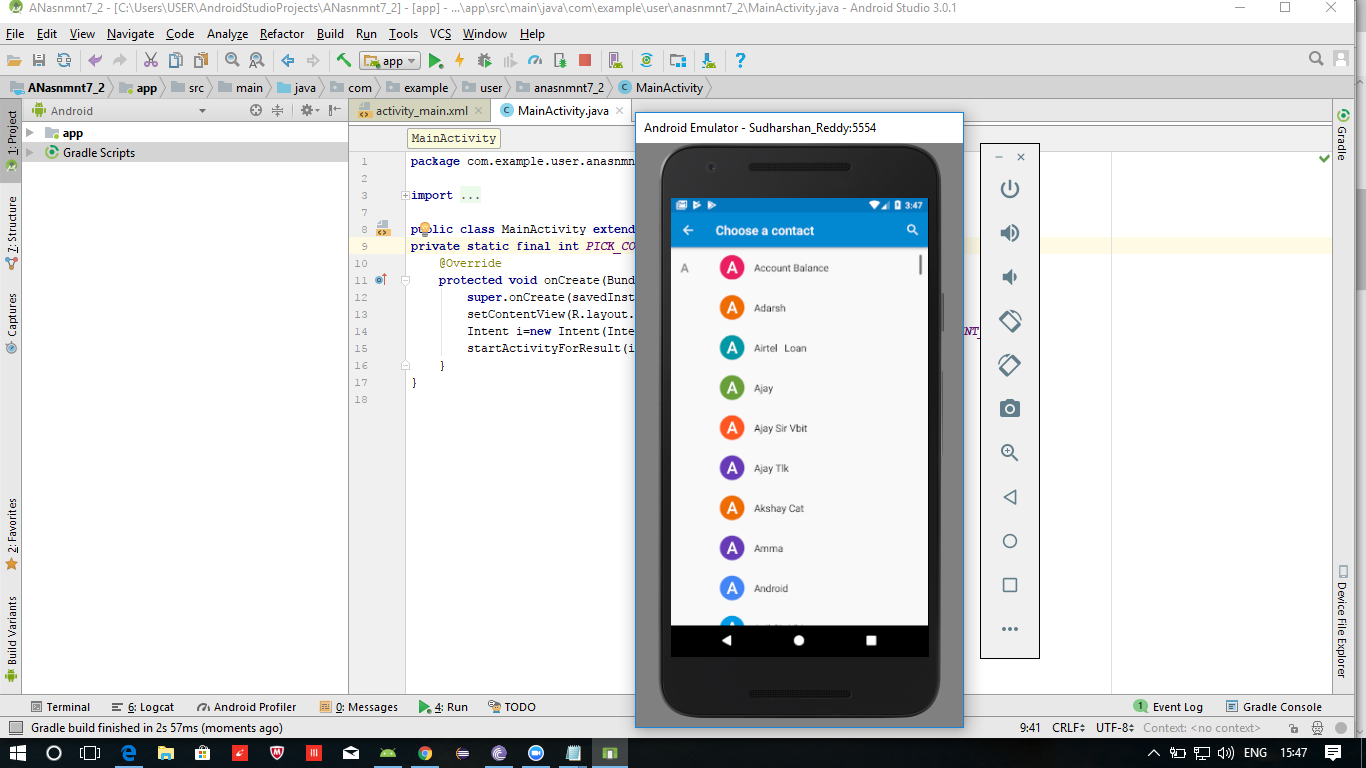 ANasnmnt7_2 - [C:\Users\USER\AndroidStudioProjects\ANasnmnt7_2] - [app] - ...\app\src\main\java\com\example\user\anasnmnt7_2\MainActivity.java - Android Studio 3.0.1
File Edit View Navigate Code Analyze Refactor Build Run Tools VCS Window Help
app
ANasnmnt7_2 app src main java com example user anasnmnt7_2 MainActivity
1: Project
7: Structure
Captures
2: Favorites
Build Variants
Android
app
Gradle Scripts
activity_main.xml MainActivity.java
MainActivity
1 package com.example.user.anasnmn
2
3 import ...
7
8 public class MainActivity extend
9 private static final int PICK_CO
10 @Override
11 protected void onCreate(Bund
12 super.onCreate(savedInst
13 setContentView(R.layout.
14 Intent i=new Intent(Inte NT_
15 startActivityForResult(i
16 }
17 }
18
Android Emulator - Sudharshan_Reddy:5554
3:47
Choose a contact
A
A Account Balance
A Adarsh
A Airtel Loan
A Ajay
A Ajay Sir Vbit
A Ajay Tlk
A Akshay Cat
A Amma
A Android
Gradle
Device File Explorer
Terminal 6: Logcat Android Profiler 0: Messages 4: Run TODO 1 Event Log Gradle Console
Gradle build finished in 2s 57ms (moments ago) 9:41 CRLF UTF-8 Context: <no context>
ENG 15:47